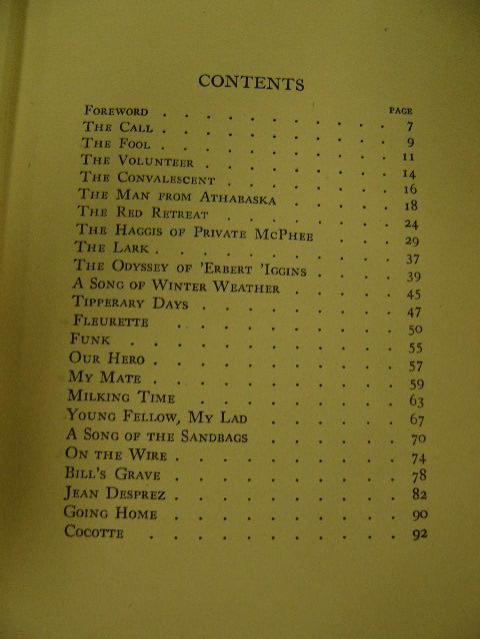 CONTENTS
PAGE
FOREWORD . . . . . . . . . . . 7
THE CALL . . . . . . . . . . . 9
THE FOOL . . . . . . . . . . . 11
THE VOLUNTEER . . . . . . . . . 14
THE CONVALESCENT . . . . . . . . 16
THE MAN FROM ATHABASKA . . . . . 18
THE RED RETREAT . . . . . . . . 24
THE HAGGIS OF PRIVATE MCPHEE . . . 29
THE LARK . . . . . . . . . . . 37
THE ODYSSEY OF 'ERBERT 'IGGINS . . . . 39
A SONG OF WINTER WEATHER . . . . . 45
TIPPERARY DAYS . . . . . . . . . 47
FLEURETTE . . . . . . . . . . 50
FUNK . . . . . . . . . . . . 55
OUR HERO . . . . . . . . . . . 57
MY MATE . . . . . . . . . . . 59
MILKING TIME . . . . . . . . . 63
YOUNG FELLOW, MY LAD . . . . . . . 67
A SONG OF THE SANDBAGS . . . . . . 70
ON THE WIRE . . . . . . . . . . 74
BILL'S GRAVE . . . . . . . . . . 78
JEAN DESPREZ . . . . . . . . . . 82
GOING HOME . . . . . . . . . . 90
COCOTTE . . . . . . . . . . . 92